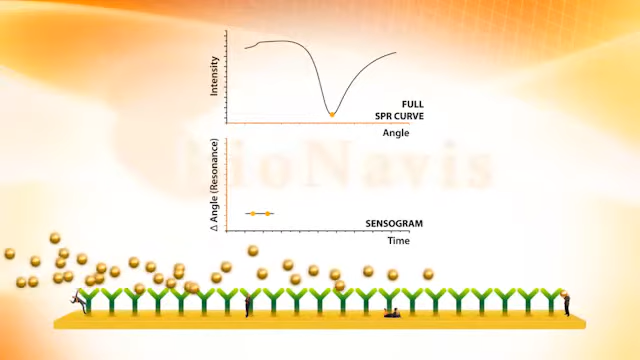 Intensity
FULL
SPR CURVE
Angle
BioNavis
Δ Angle (Resonance)
SENSOGRAM
Time